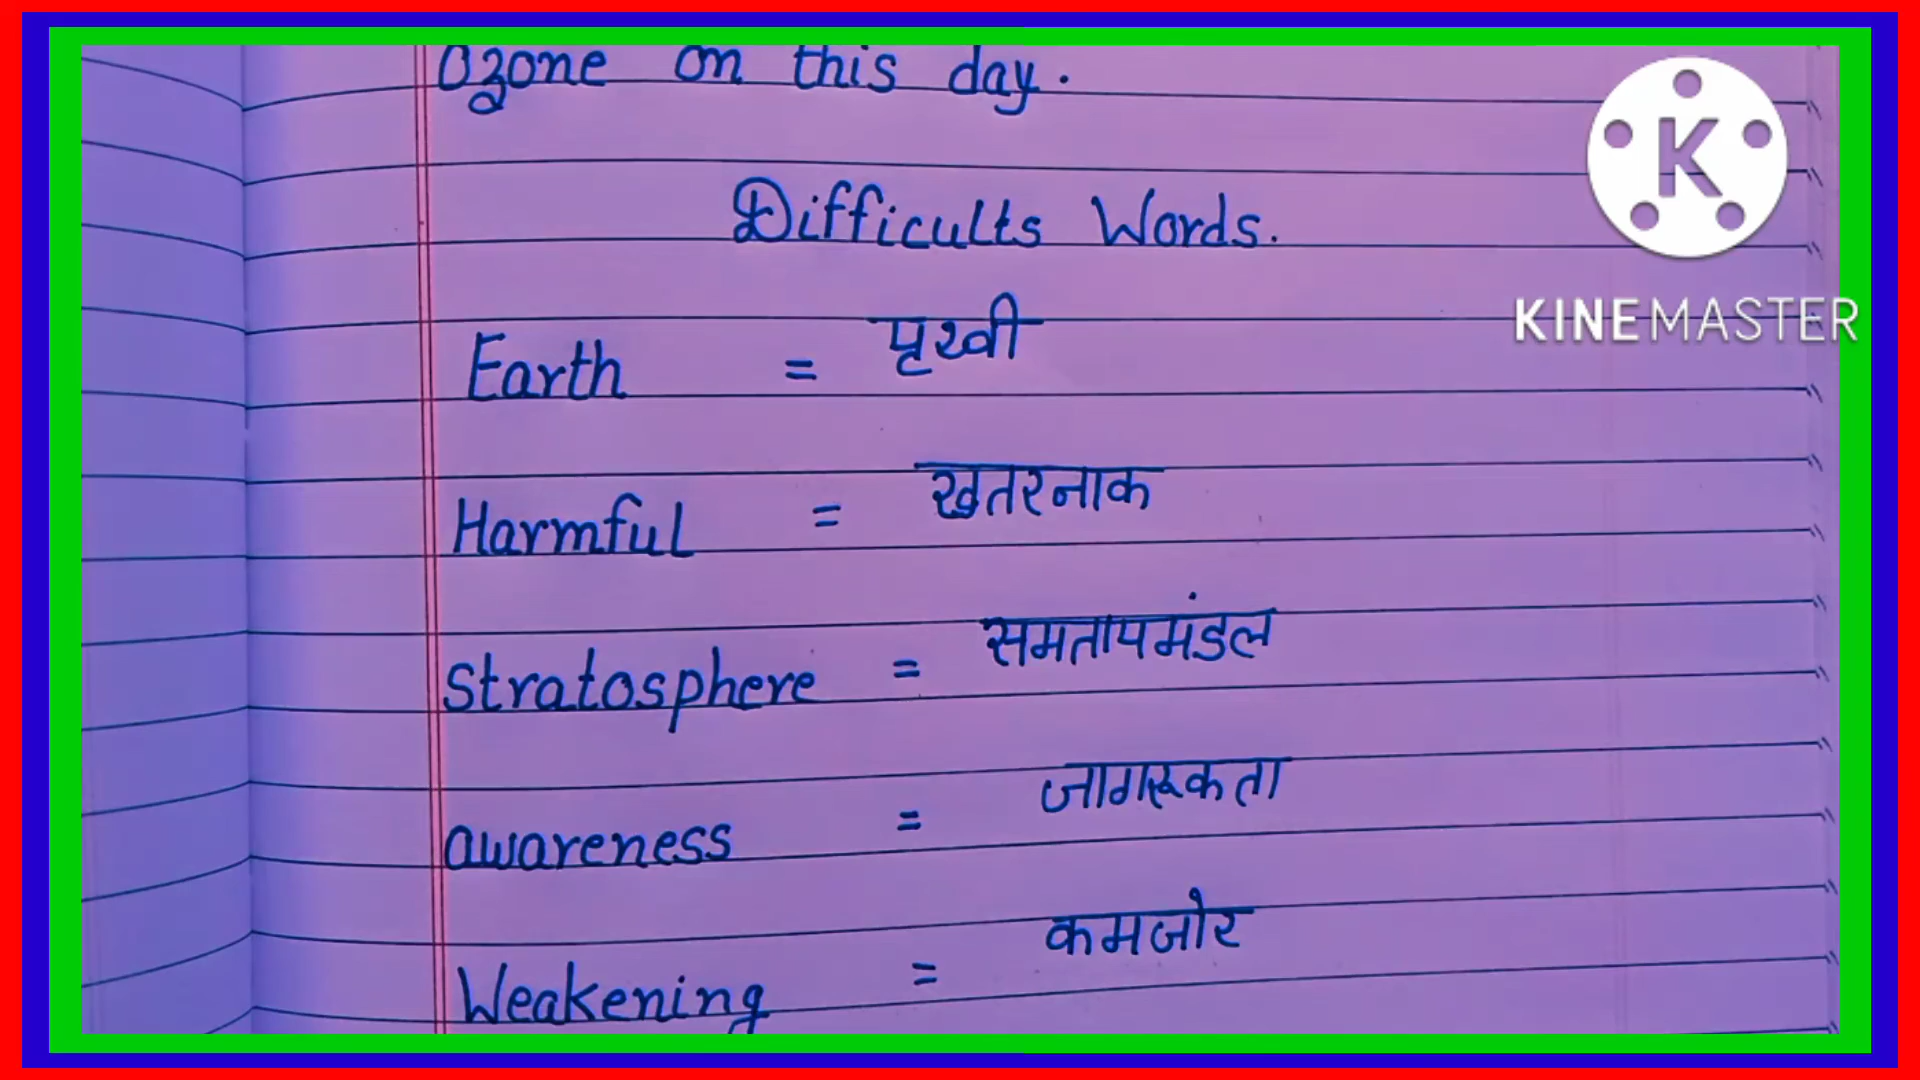 Ozone on this day.
Difficults Words.
Earth = पृथ्वी
Harmful = खतरनाक
Stratosphere = समतापमंडल
awareness = जागरूकता
Weakening = कमजोर
K
KINEMASTER